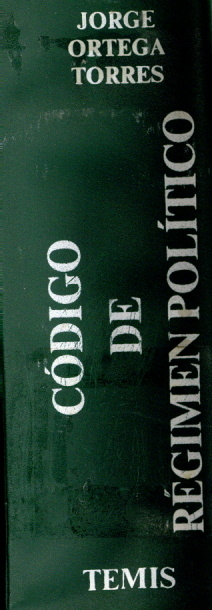 JORGE
ORTEGA
TORRES
CÓDIGO
DE
RÉGIMEN POLÍTICO
TEMIS